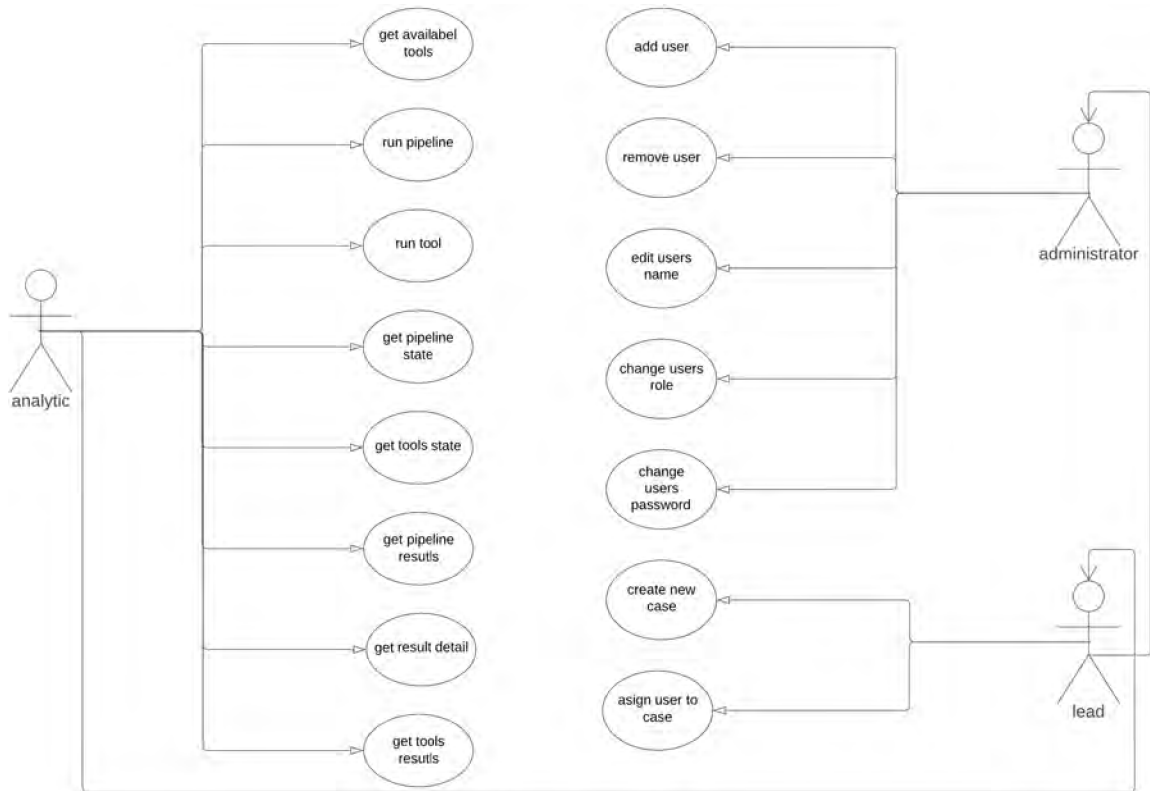 get availabel
tools
run pipeline
run tool
get pipeline
state
get tools state
get pipeline
resutls
get result detail
get tools
resutls
analytic
add user
remove user
edit users
name
change users
role
change
users
password
create new
case
asign user to
case
administrator
lead